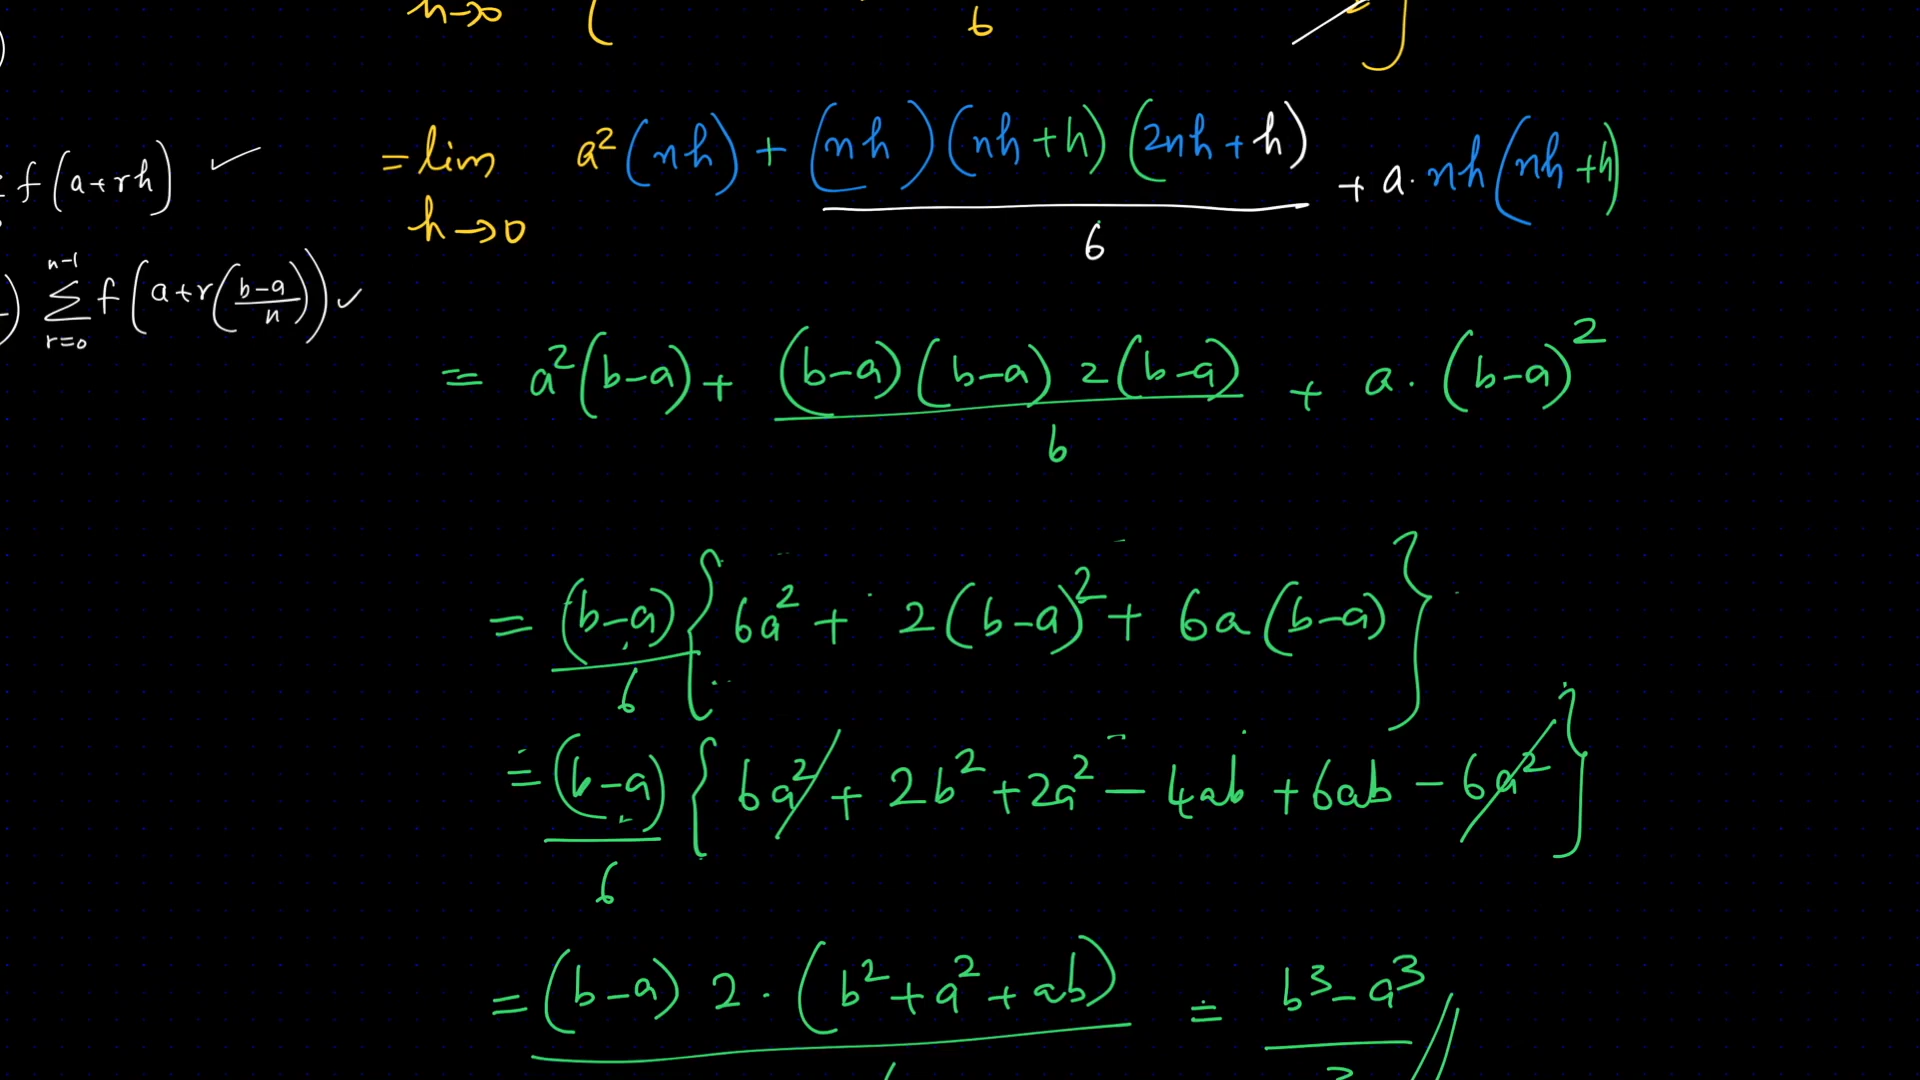 h→0 6
= lim a²(nh) + (nh)(nh+h)(2nh+h)/6 + a·nh(nh+h)
h→0
f(a+rh) ✓
n-1
Σ f(a+r((b-a)/n)) ✓
r=0
= a²(b-a) + (b-a)(b-a)2(b-a)/6 + a·(b-a)²
= (b-a)/6 {6a² + 2(b-a)² + 6a(b-a)}
= (b-a)/6 {6a² + 2b² + 2a² - 4ab + 6ab - 6a²}
= (b-a) 2·(b²+a²+ab) = b³-a³